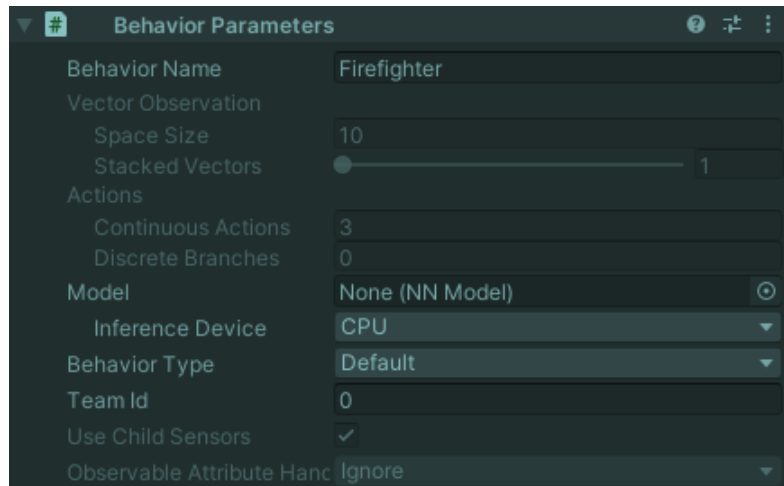 # Behavior Parameters
Behavior Name Firefighter
Vector Observation
Space Size 10
Stacked Vectors 1
Actions
Continuous Actions 3
Discrete Branches 0
Model None (NN Model)
Inference Device CPU
Behavior Type Default
Team Id 0
Use Child Sensors
Observable Attribute Hanc Ignore